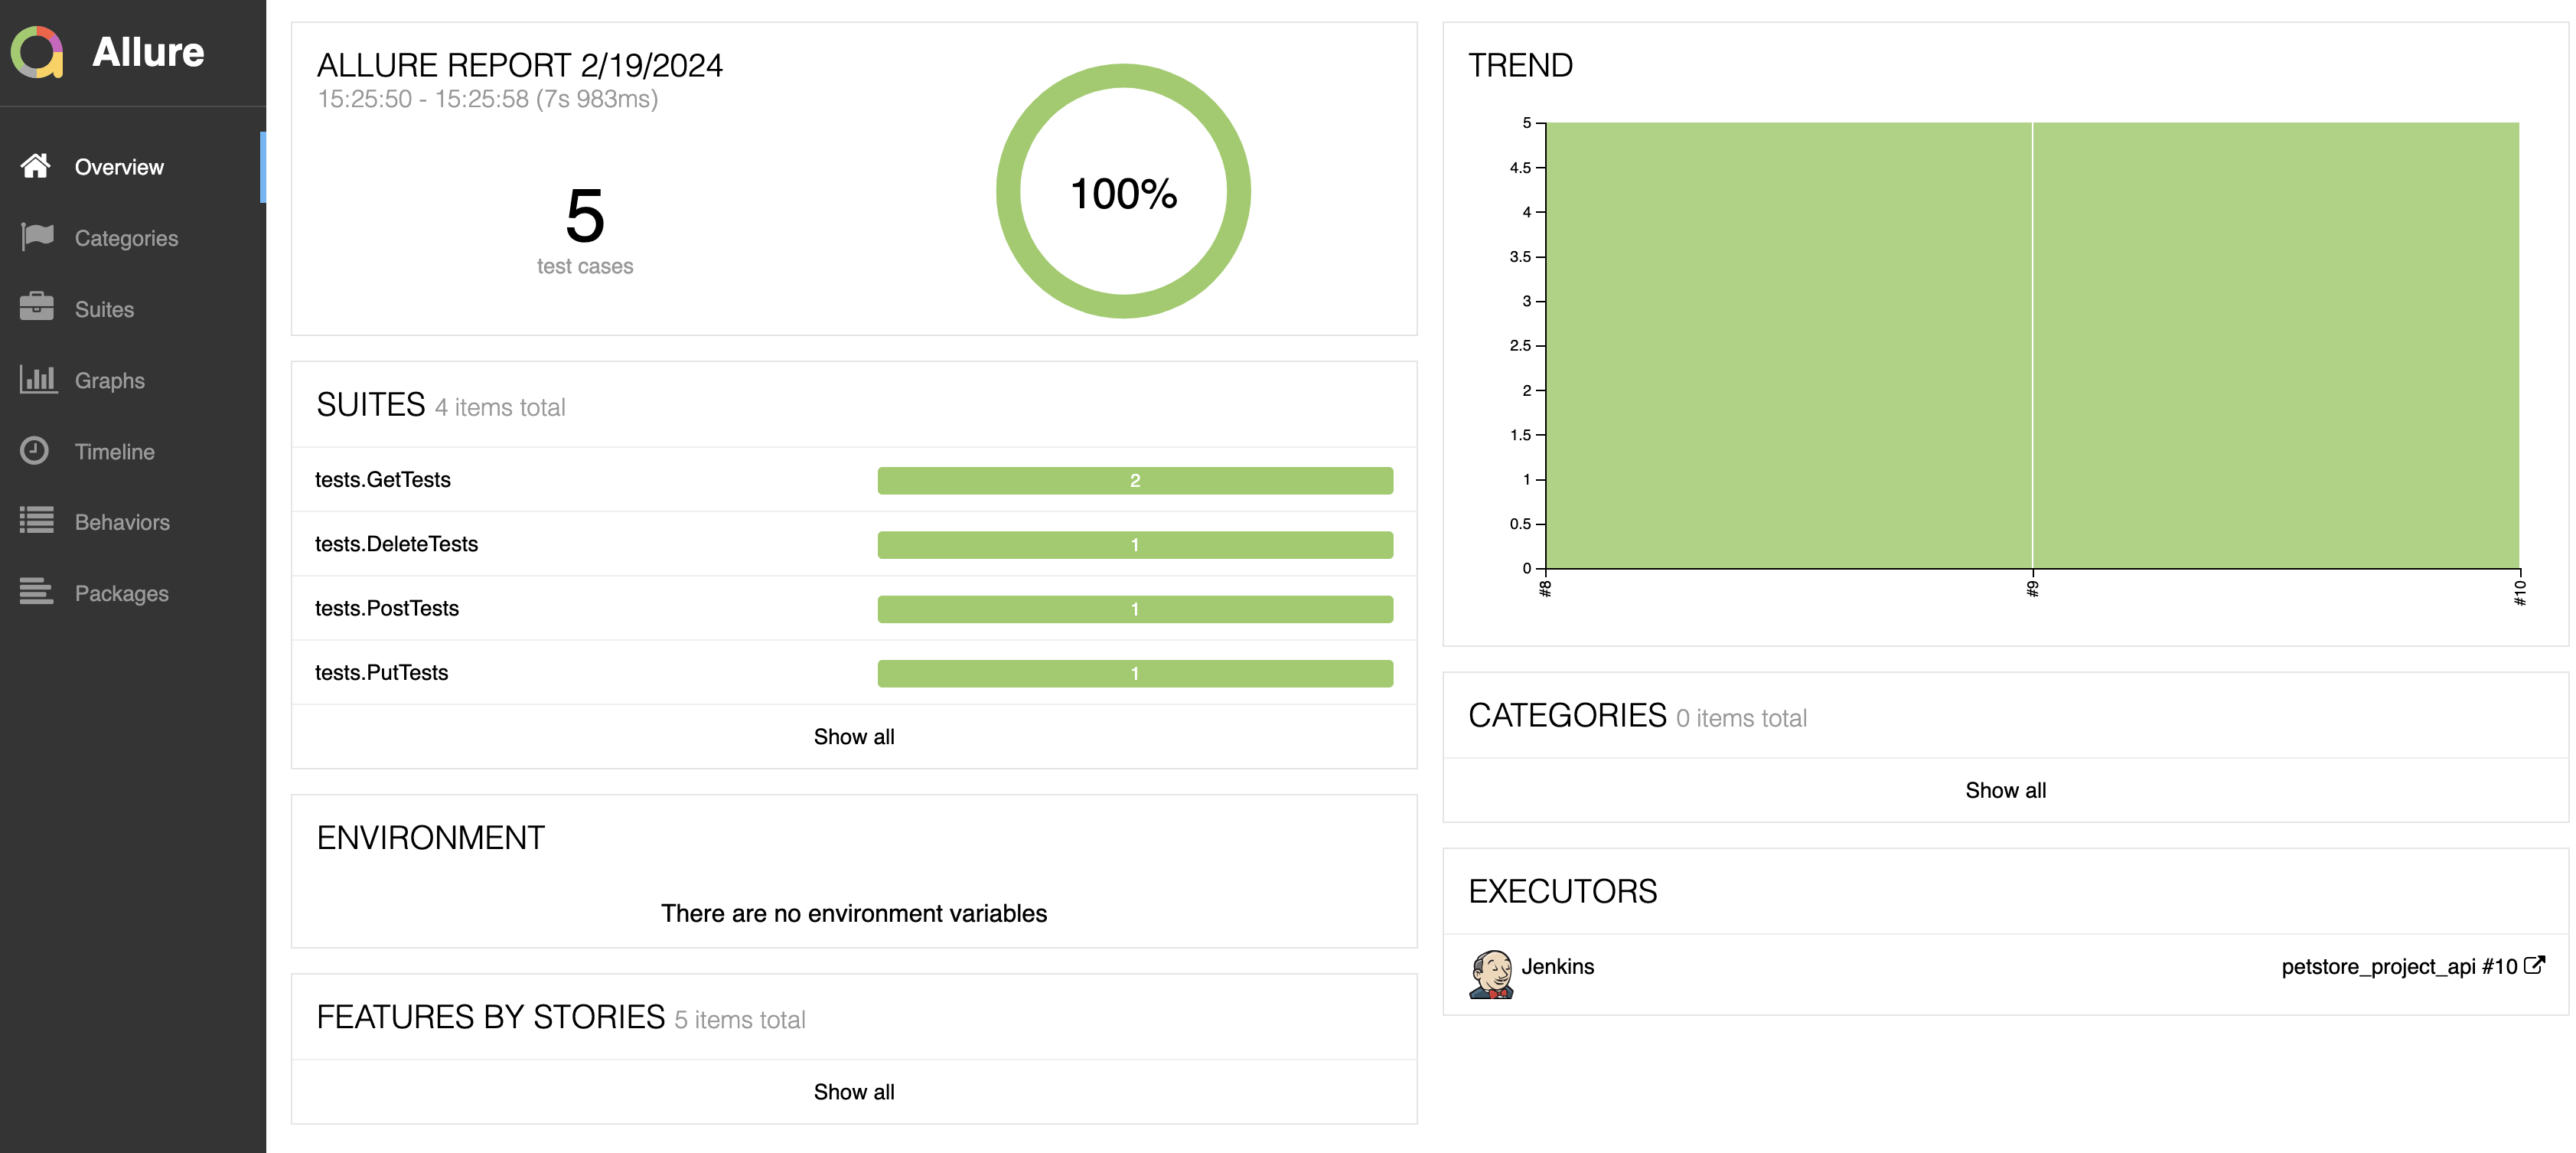 Allure
Overview
Categories
Suites
Graphs
Timeline
Behaviors
Packages
ALLURE REPORT 2/19/2024
15:25:50 - 15:25:58 (7s 983ms)
5
test cases
100%
SUITES 4 items total
tests.GetTests 2
tests.DeleteTests 1
tests.PostTests 1
tests.PutTests 1
Show all
ENVIRONMENT
There are no environment variables
FEATURES BY STORIES 5 items total
Show all
TREND
5
4.5
4
3.5
3
2.5
2
1.5
1
0.5
0
#8
#9
#10
CATEGORIES 0 items total
Show all
EXECUTORS
Jenkins petstore_project_api #10